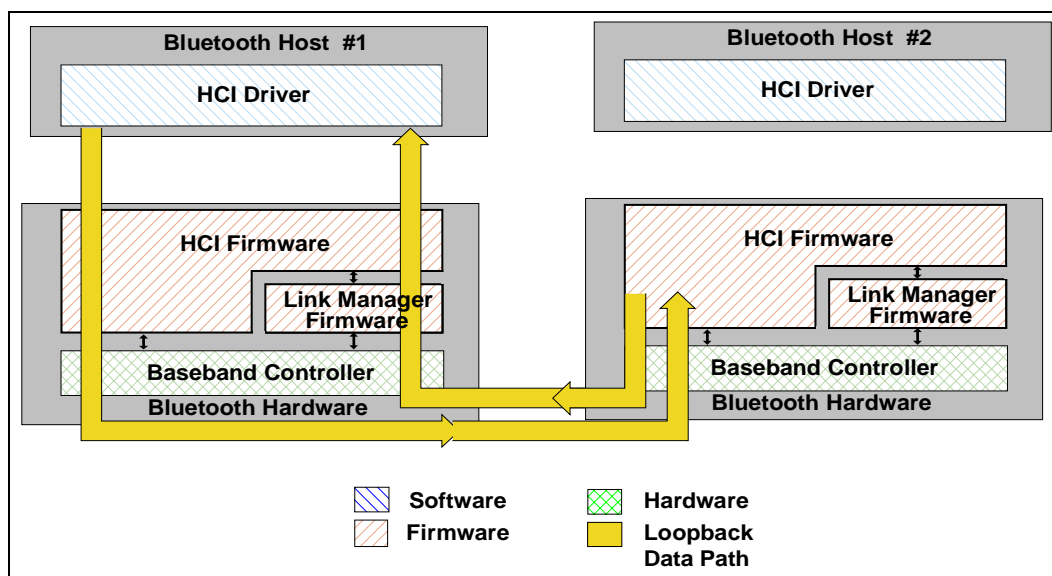 Bluetooth Host #1
HCI Driver
Bluetooth Host #2
HCI Driver
HCI Firmware
Link Manager
Firmware
Baseband Controller
Bluetooth Hardware
HCI Firmware
Link Manager
Firmware
Baseband Controller
Bluetooth Hardware
Software
Firmware
Hardware
Loopback
Data Path